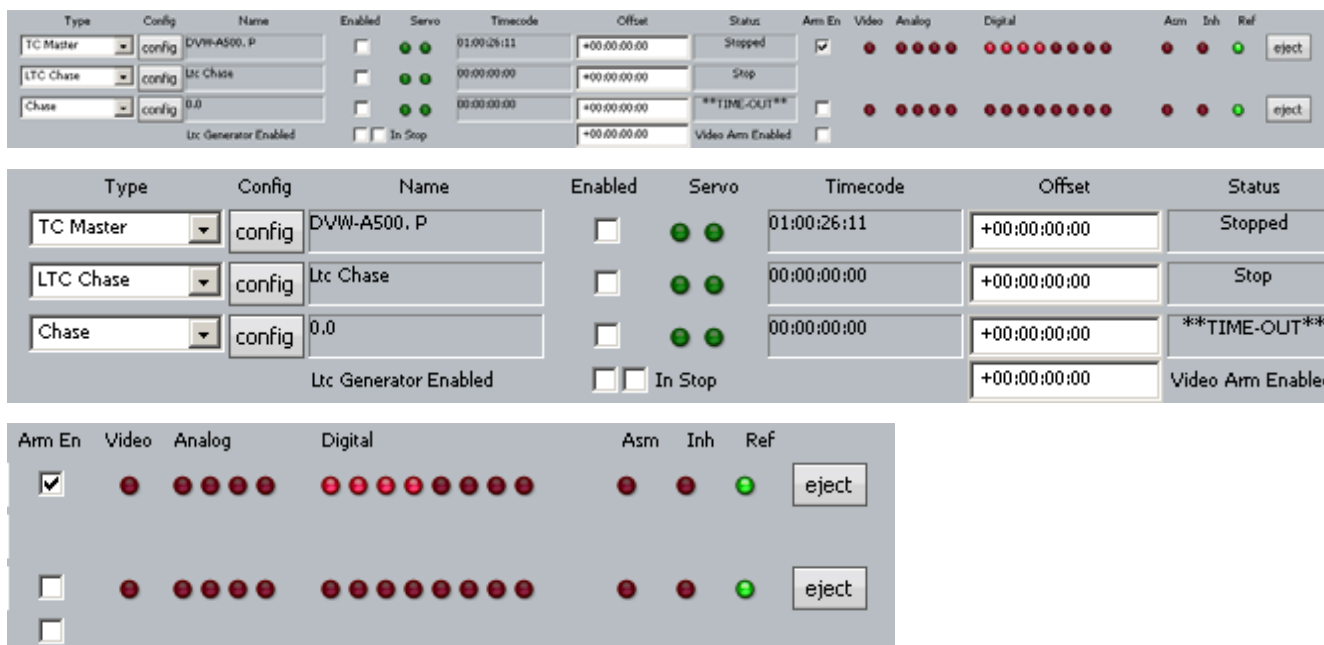 Type Config Name Enabled Servo Timecode Offset Status Arm En Video Analog Digital Asm Inh Ref
TC Master config DVW-A500. P 01:00:26:11 +00:00:00:00 Stopped eject
LTC Chase config Ltc Chase 00:00:00:00 +00:00:00:00 Stop
Chase config 0.0 00:00:00:00 +00:00:00:00 **TIME-OUT** eject
Ltc Generator Enabled In Stop +00:00:00:00 Video Arm Enabled
Type Config Name Enabled Servo Timecode Offset Status
TC Master config DVW-A500. P 01:00:26:11 +00:00:00:00 Stopped
LTC Chase config Ltc Chase 00:00:00:00 +00:00:00:00 Stop
Chase config 0.0 00:00:00:00 +00:00:00:00 **TIME-OUT**
Ltc Generator Enabled In Stop +00:00:00:00 Video Arm Enable
Arm En Video Analog Digital Asm Inh Ref
eject
eject